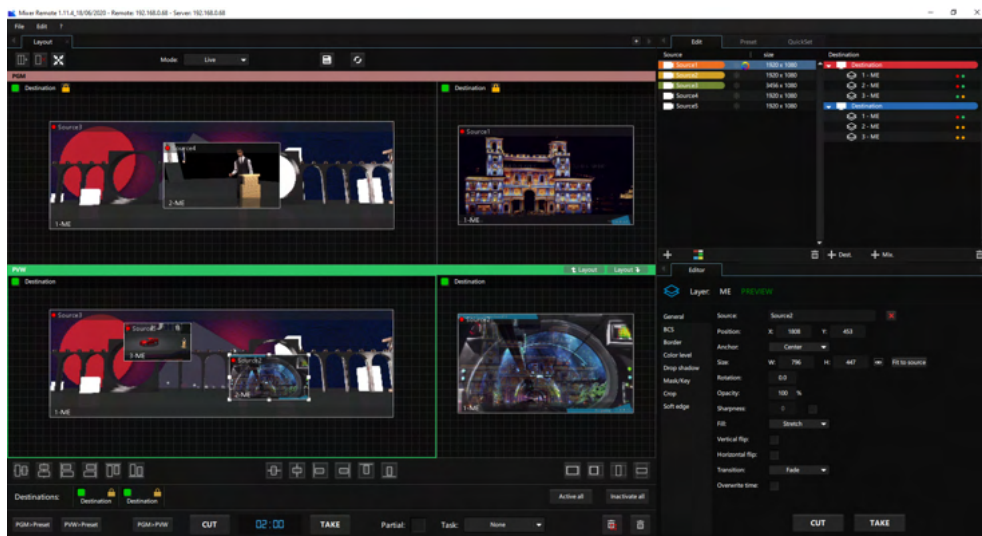 Mixer Remote 1.11.4_18/06/2020 - Remote: 192.168.0.68 - Server: 192.168.0.68
File Edit ?
Layout
Mode: Live
PGM
Destination
Destination
Source3
Source4
2-ME
1-ME
Source1
1-ME
PVW
Layout Layout
Destination
Destination
Source3
3-ME
Source2
2-ME
1-ME
Source2
1-ME
Destinations: Destination Destination Active all Inactivate all
PGM>Preset PVW>Preset PGM>PVW CUT 02:00 TAKE Partial: Task: None
Edit Preset QuickSet
Source size Destination
Source1 1920 x 1080 Destination
Source2 1920 x 1080 1 - ME
Source3 3456 x 1080 2 - ME
Source4 1920 x 1080 3 - ME
Source5 1920 x 1080 Destination
1 - ME
2 - ME
3 - ME
Dest. Mix.
Editor
Layer: ME PREVIEW
General Source: Source2
BCS Position: X: 1808 Y: 453
Border Anchor: Center
Color level Size: W: 796 H: 447 Fit to source
Drop shadow Rotation: 0.0
Mask/Key Opacity: 100 %
Crop Sharpness: 0
Soft edge Fill: Stretch
Vertical flip:
Horizontal flip:
Transition: Fade
Overwrite time:
CUT TAKE